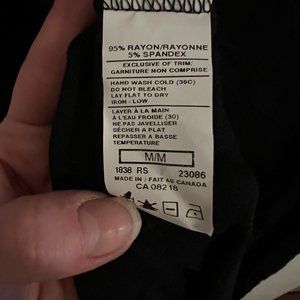 95% RAYON/RAYONNE
5% SPANDEX
EXCLUSIVE OF TRIM/
GARNITURE NON COMPRISE
HAND WASH COLD (30C)
DO NOT BLEACH
LAY FLAT TO DRY
IRON - LOW
LAVER À LA MAIN
À L'EAU FROIDE (30)
NE PAS JAVELLISER
SÉCHER A PLAT
REPASSER A BASSE
TEMPERATURE
M/M
1838 RS 23086
MADE IN / FAIT AU CANADA
CA 08218